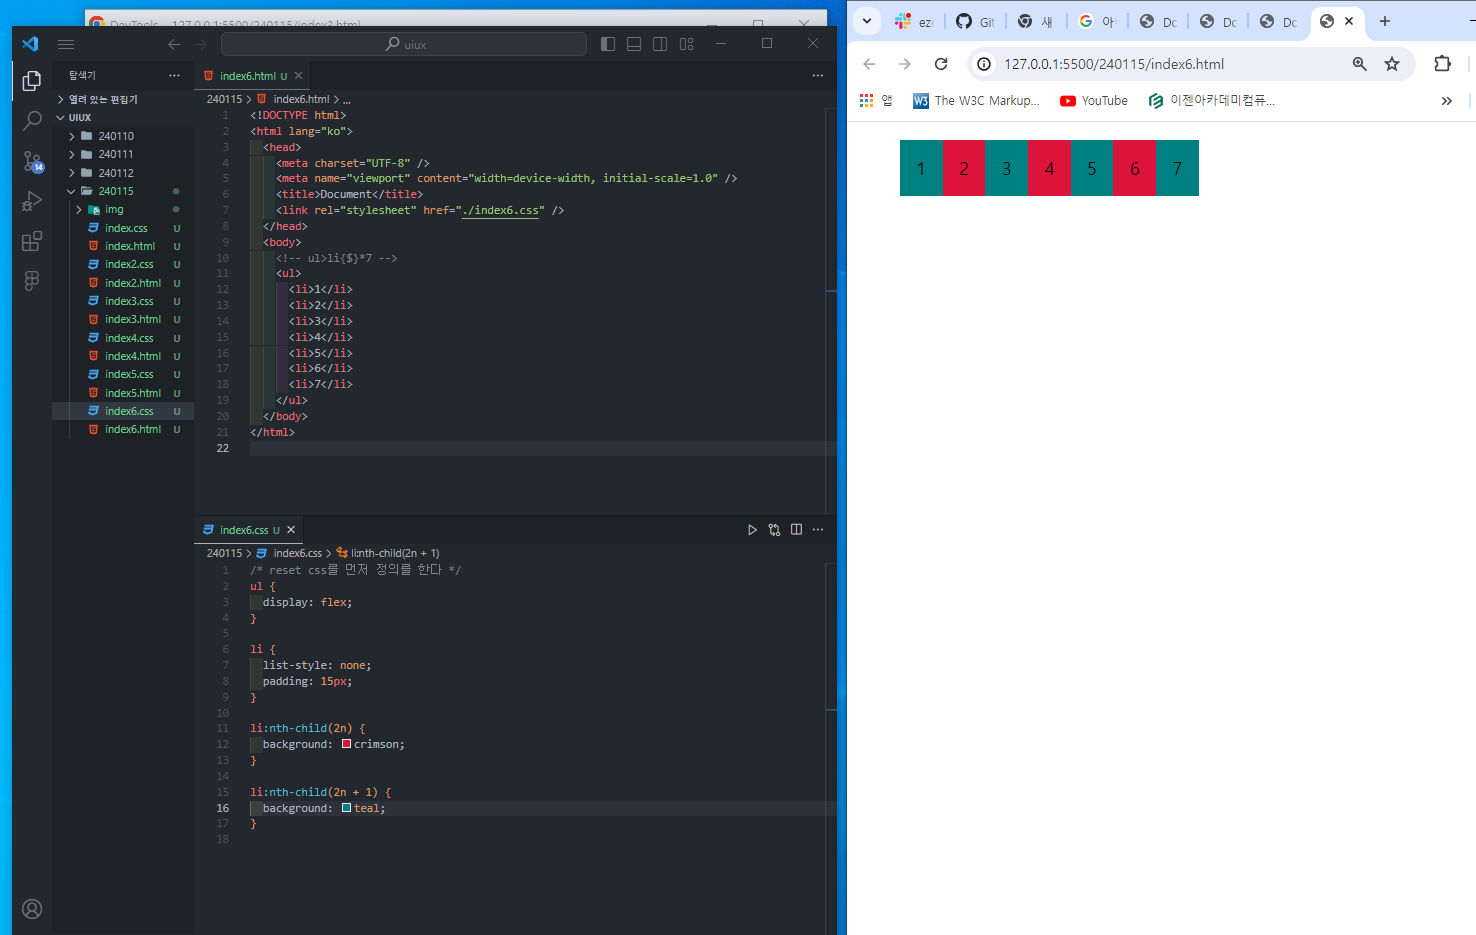 DevTools - 127.0.0.1:5500/240115/index3.html
uiux
탐색기
index6.html U
열려 있는 편집기
UIUX
240110
240111
240112
240115
img
index.css U
index.html U
index2.css U
index2.html U
index3.css U
index3.html U
index4.css U
index4.html U
index5.css U
index5.html U
index6.css U
index6.html U
14
240115 > index6.html > ...
1 <!DOCTYPE html>
2 <html lang="ko">
3 <head>
4 <meta charset="UTF-8" />
5 <meta name="viewport" content="width=device-width, initial-scale=1.0" />
6 <title>Document</title>
7 <link rel="stylesheet" href="./index6.css" />
8 </head>
9 <body>
10 <!-- ul>li{$}*7 -->
11 <ul>
12 <li>1</li>
13 <li>2</li>
14 <li>3</li>
15 <li>4</li>
16 <li>5</li>
17 <li>6</li>
18 <li>7</li>
19 </ul>
20 </body>
21 </html>
22
index6.css U
240115 > index6.css > li:nth-child(2n + 1)
1 /* reset css를 먼저 정의를 한다 */
2 ul {
3 display: flex;
4 }
5
6 li {
7 list-style: none;
8 padding: 15px;
9 }
10
11 li:nth-child(2n) {
12 background: crimson;
13 }
14
15 li:nth-child(2n + 1) {
16 background: teal;
17 }
18
eze
Git
새
G 아
Do
Do
Do
127.0.0.1:5500/240115/index6.html
앱
W3 The W3C Markup...
YouTube
이젠아카데미컴퓨...
1 2 3 4 5 6 7